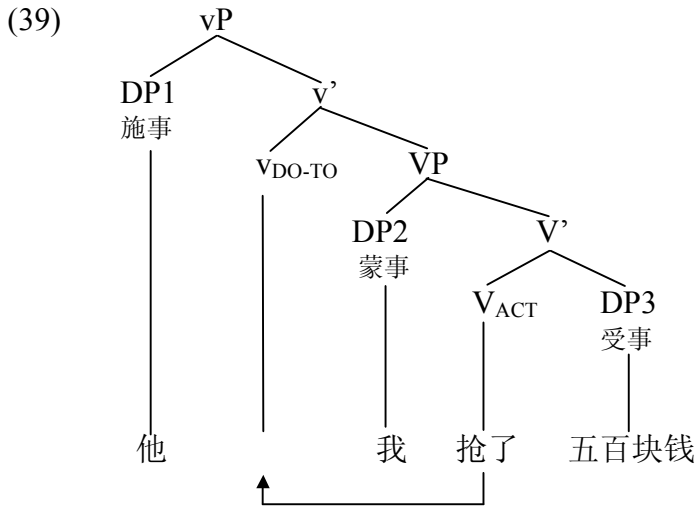 (39)
vP
DP1 v’
施事
vDO-TO VP
DP2 V’
蒙事
VACT DP3
受事
他 我 抢了 五百块钱